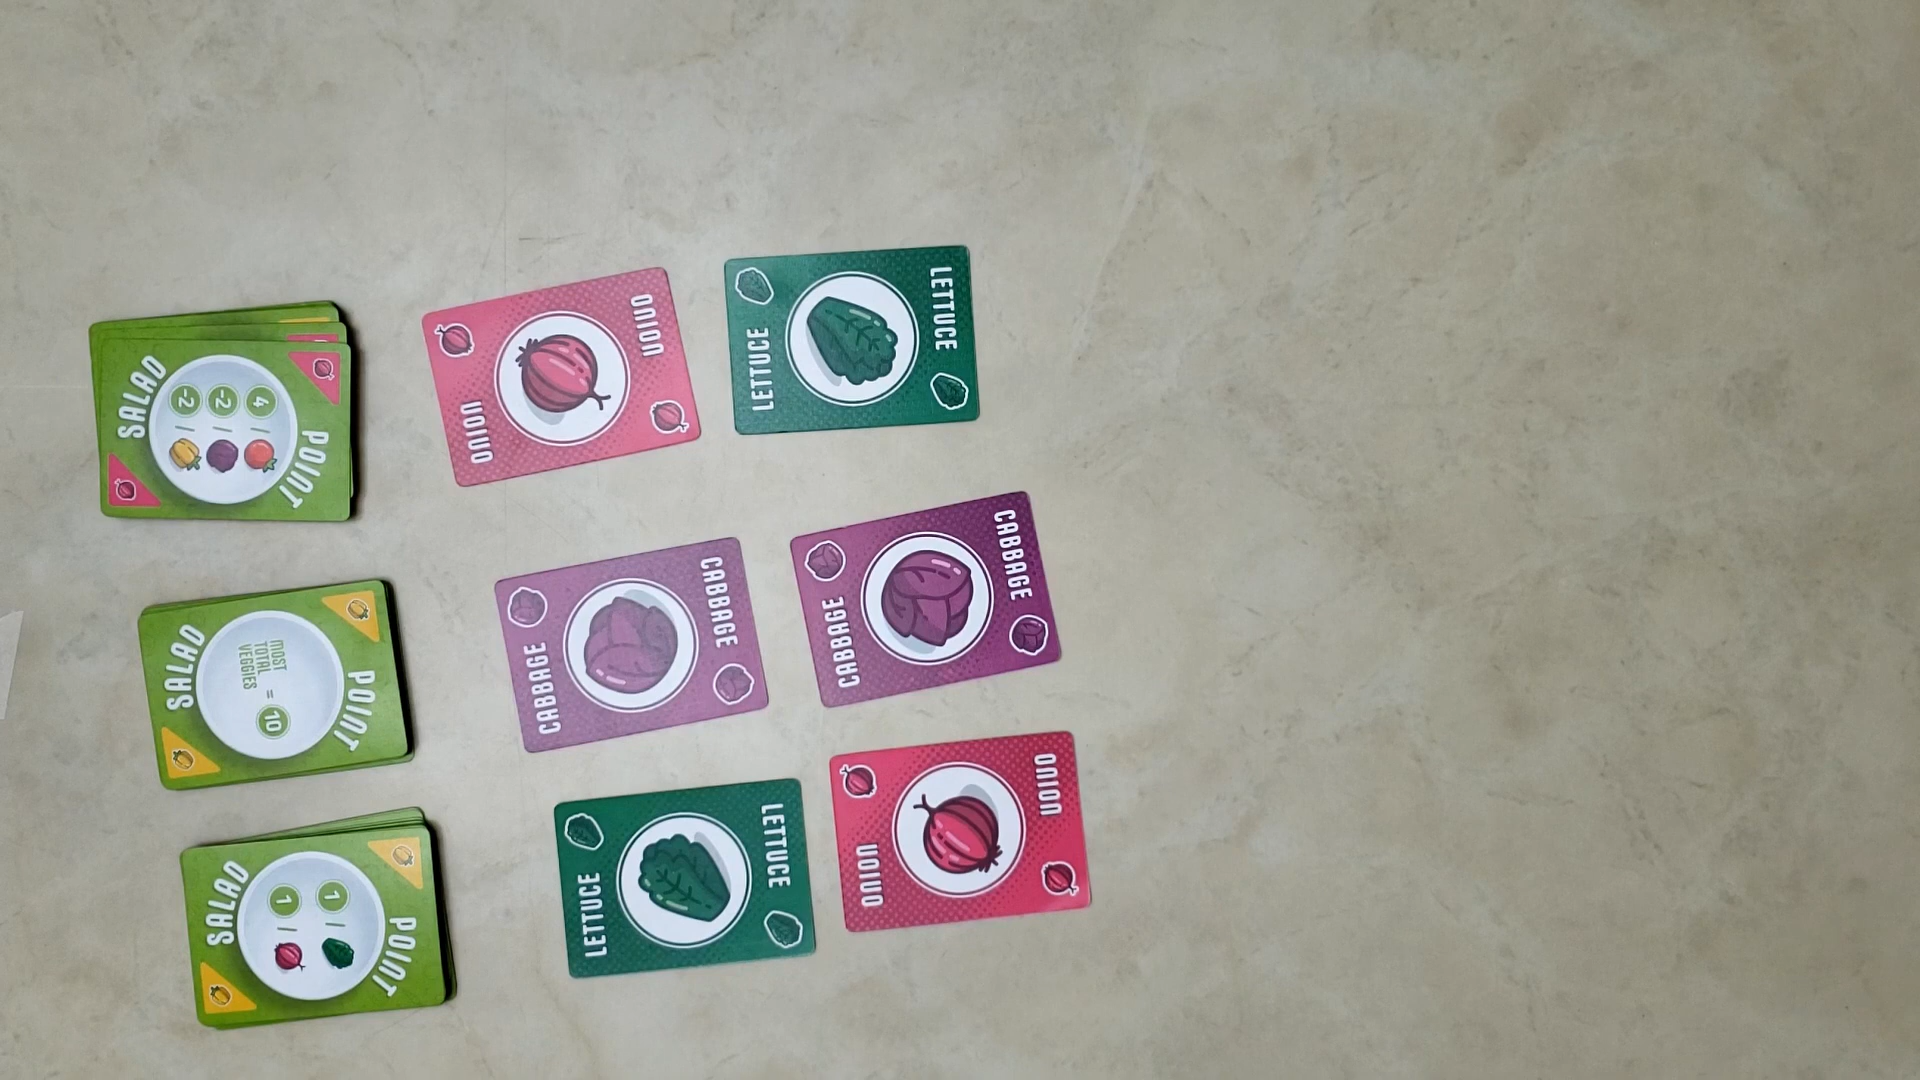 SALAD
4 /
-2 /
-2 /
POINT
SALAD
MOST
TOTAL
VEGGIES
= 10
POINT
SALAD
1 /
1 /
POINT
ONION
ONION
LETTUCE
LETTUCE
CABBAGE
CABBAGE
CABBAGE
CABBAGE
LETTUCE
LETTUCE
ONION
ONION